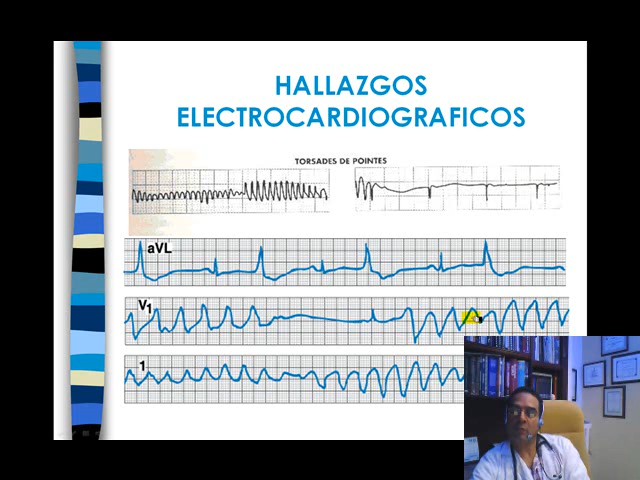 HALLAZGOS
ELECTROCARDIOGRAFICOS
TORSADES DE POINTES
aVL
V1
1